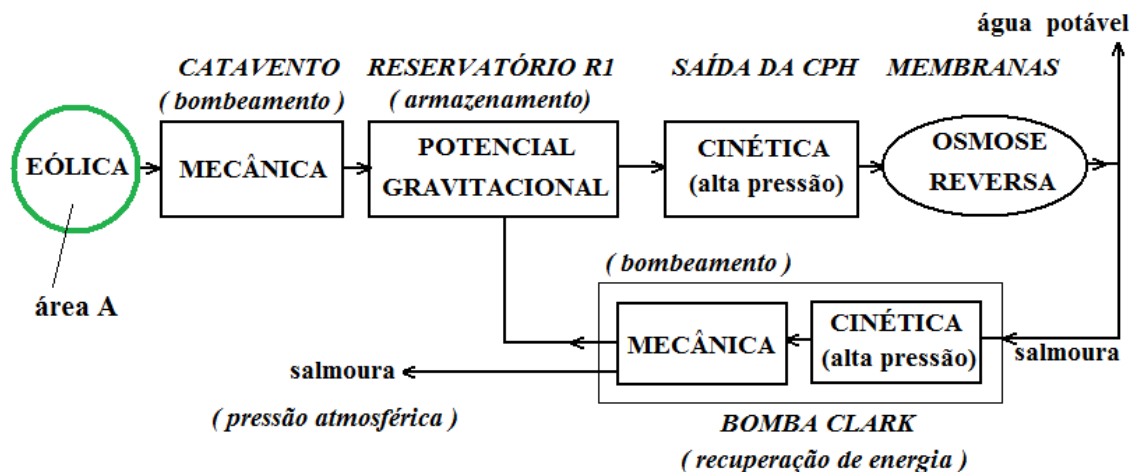 água potável
CATAVENTO
( bombeamento )
RESERVATÓRIO R1
( armazenamento)
SAÍDA DA CPH
MEMBRANAS
EÓLICA
MECÂNICA
POTENCIAL
GRAVITACIONAL
CINÉTICA
(alta pressão)
OSMOSE
REVERSA
área A
( bombeamento )
MECÂNICA
CINÉTICA
(alta pressão)
salmoura
salmoura
( pressão atmosférica )
BOMBA CLARK
( recuperação de energia )